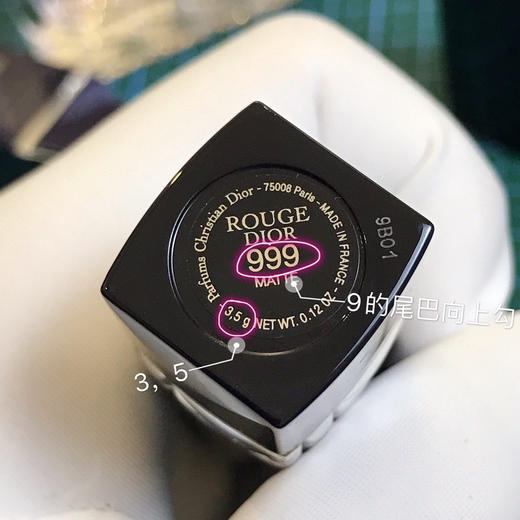 Parfums Christian Dior - 75008 Paris - MADE IN FRANCE
ROUGE
DIOR
999
MATTE
3,5 g NET WT. 0.12 OZ -
9B01
9的尾巴向上勾
3，5